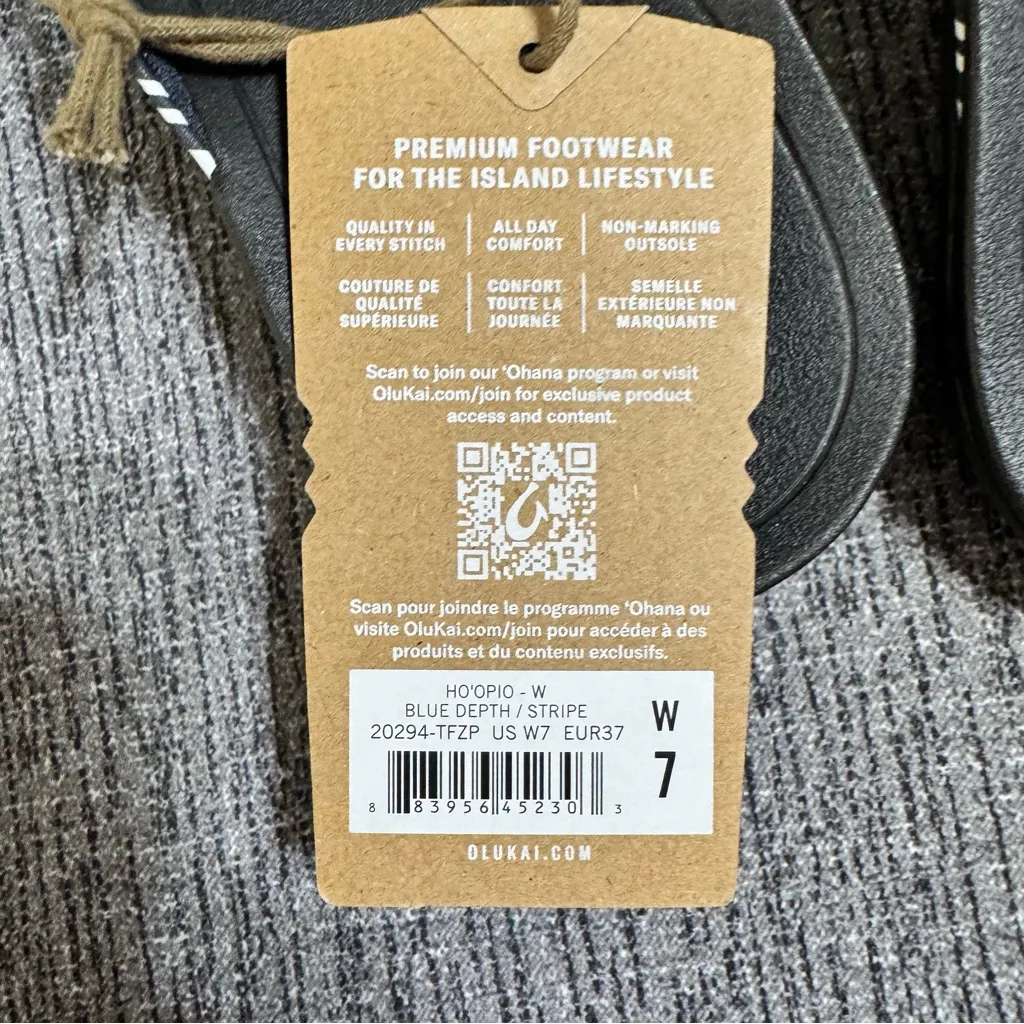 PREMIUM FOOTWEAR
FOR THE ISLAND LIFESTYLE
QUALITY IN
EVERY STITCH
ALL DAY
COMFORT
NON-MARKING
OUTSOLE
COUTURE DE
QUALITÉ
SUPÉRIEURE
CONFORT
TOUTE LA
JOURNÉE
SEMELLE
EXTÉRIEURE NON
MARQUANTE
Scan to join our ‘Ohana program or visit
OluKai.com/join for exclusive product
access and content.
Scan pour joindre le programme ‘Ohana ou
visite OluKai.com/join pour accéder à des
produits et du contenu exclusifs.
HO'OPIO - W
BLUE DEPTH / STRIPE
20294-TFZP US W7 EUR37
W
7
8 83956 45230 3
OLUKAI.COM